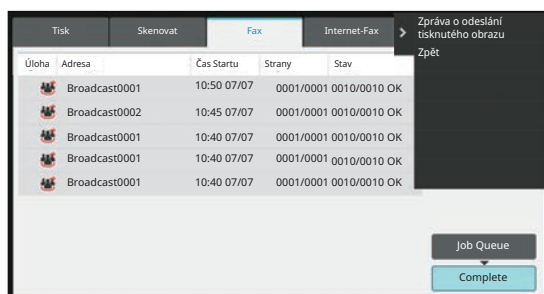 Tisk Skenovat Fax Internet-Fax
Zpráva o odeslání
tisknutého obrazu
Zpět
Úloha Adresa Čas Startu Strany Stav
Broadcast0001 10:50 07/07 0001/0001 0010/0010 OK
Broadcast0002 10:45 07/07 0001/0001 0010/0010 OK
Broadcast0001 10:40 07/07 0001/0001 0010/0010 OK
Broadcast0001 10:40 07/07 0001/0001 0010/0010 OK
Broadcast0001 10:40 07/07 0001/0001 0010/0010 OK
Job Queue
Complete